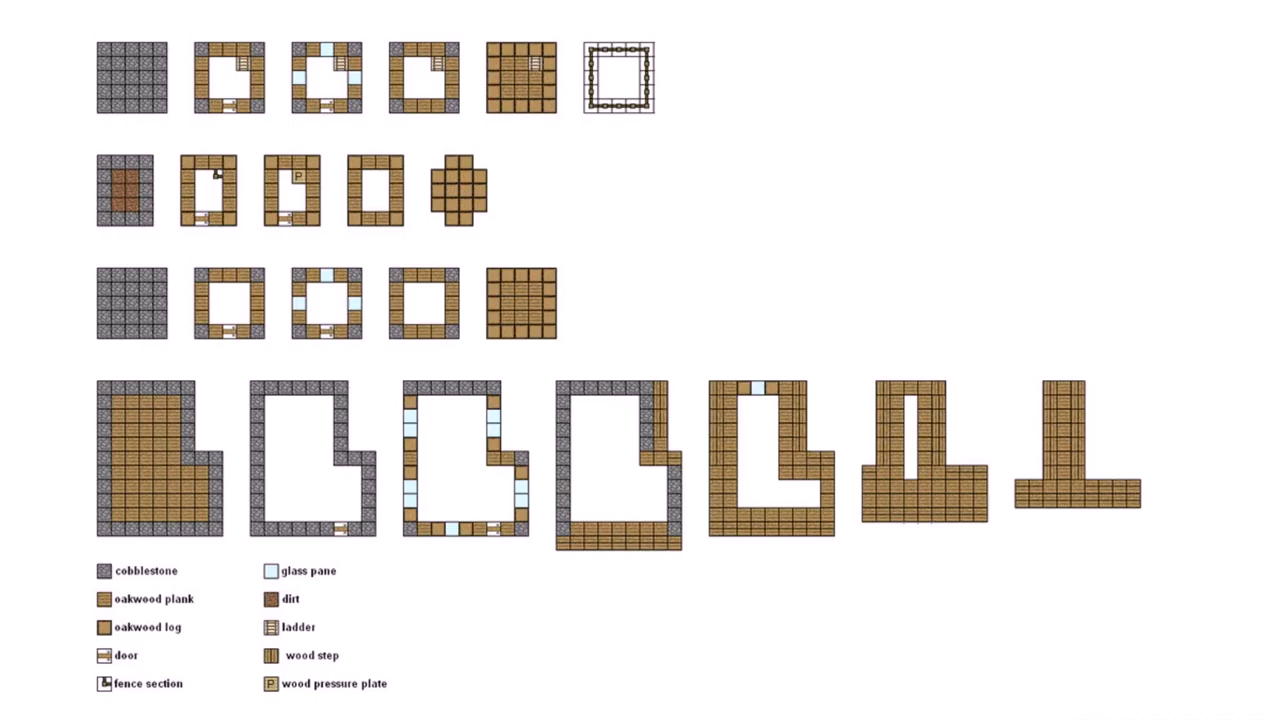 P
cobblestone
glass pane
oakwood plank
dirt
oakwood log
ladder
door
wood step
fence section
P
wood pressure plate